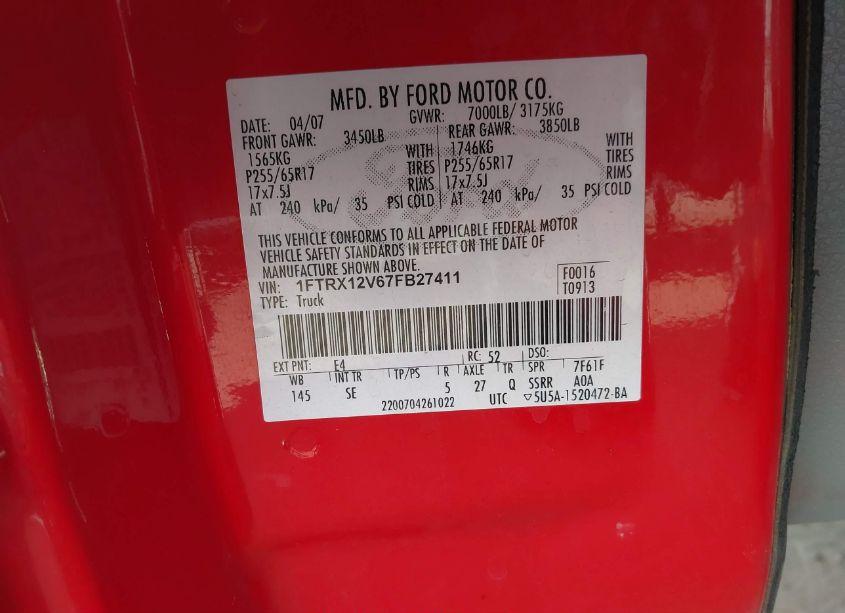 MFD. BY FORD MOTOR CO.
DATE: 04/07 GVWR: 7000LB/ 3175KG
FRONT GAWR: 3450LB REAR GAWR: 3850LB
1565KG WITH 1746KG WITH
P255/65R17 TIRES P255/65R17 TIRES
17x7.5J RIMS 17x7.5J RIMS
AT 240 kPa/ 35 PSI COLD AT 240 kPa/ 35 PSI COLD
THIS VEHICLE CONFORMS TO ALL APPLICABLE FEDERAL MOTOR
VEHICLE SAFETY STANDARDS IN EFFECT ON THE DATE OF
MANUFACTURE SHOWN ABOVE.
VIN: 1FTRX12V67FB27411 F0016
TYPE: Truck T0913
EXT PNT: E4 RC: 52 DSO:
WB INT TR TP/PS R AXLE TR SPR 7F61F
145 SE 5 27 Q SSRR A0A
2200704261022 UTC ▽5U5A-1520472-BA